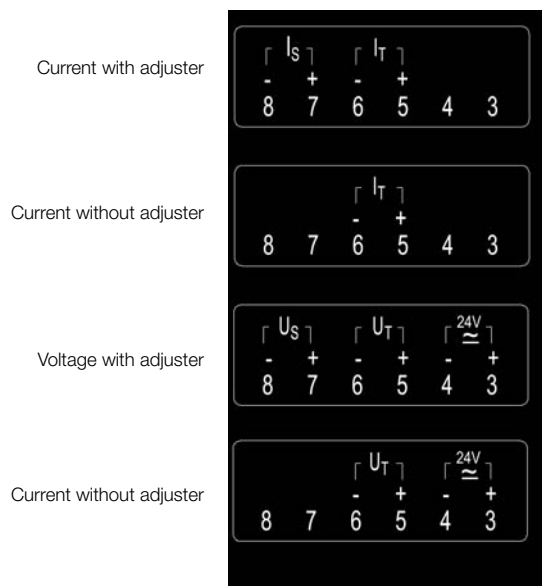 Current with adjuster
IS IT
- + - +
8 7 6 5 4 3
Current without adjuster
IT
- +
8 7 6 5 4 3
Voltage with adjuster
US UT 24V
≃
- + - + - +
8 7 6 5 4 3
Current without adjuster
UT 24V
≃
- + - +
8 7 6 5 4 3